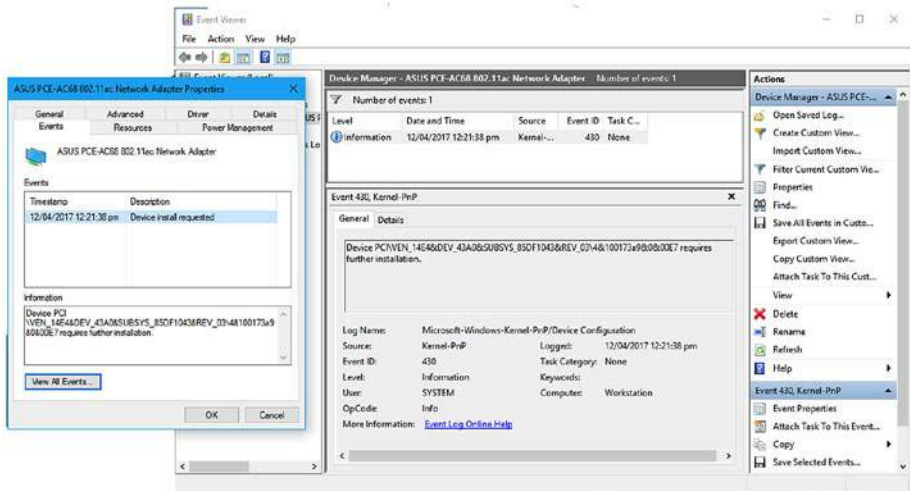 Event Viewer
File Action View Help
ASUS PCE-AC68 802.11ac Network Adapter Properties
General Advanced Driver Details
Events Resources Power Management
ASUS PCE-AC68 802.11ac Network Adapter
Events
Timestamp Description
12/04/2017 12:21:38 pm Device install requested
Information
Device PCI
\VEN_14E4&DEV_43A0&SUBSYS_85DF1043&REV_03\4&100173a9
&0&00E7 requires further installation.
View All Events...
OK Cancel
Device Manager - ASUS PCE-AC68 802.11ac Network Adapter Number of events: 1
Number of events: 1
Level Date and Time Source Event ID Task C...
Information 12/04/2017 12:21:38 pm Kernel-... 430 None
Event 430, Kernel-PnP
General Details
Device PCI\VEN_14E4&DEV_43A0&SUBSYS_85DF1043&REV_03\4&100173a9&0&00E7 requires
further installation.
Log Name: Microsoft-Windows-Kernel-PnP/Device Configuration
Source: Kernel-PnP Logged: 12/04/2017 12:21:38 pm
Event ID: 430 Task Category: None
Level: Information Keywords:
User: SYSTEM Computer: Workstation
OpCode: Info
More Information: Event Log Online Help
Actions
Device Manager - ASUS PCE-...
Open Saved Log...
Create Custom View...
Import Custom View...
Filter Current Custom Vie...
Properties
Find...
Save All Events in Custo...
Export Custom View...
Copy Custom View...
Attach Task To This Cust...
View
Delete
Rename
Refresh
Help
Event 430, Kernel-PnP
Event Properties
Attach Task To This Event...
Copy
Save Selected Events...